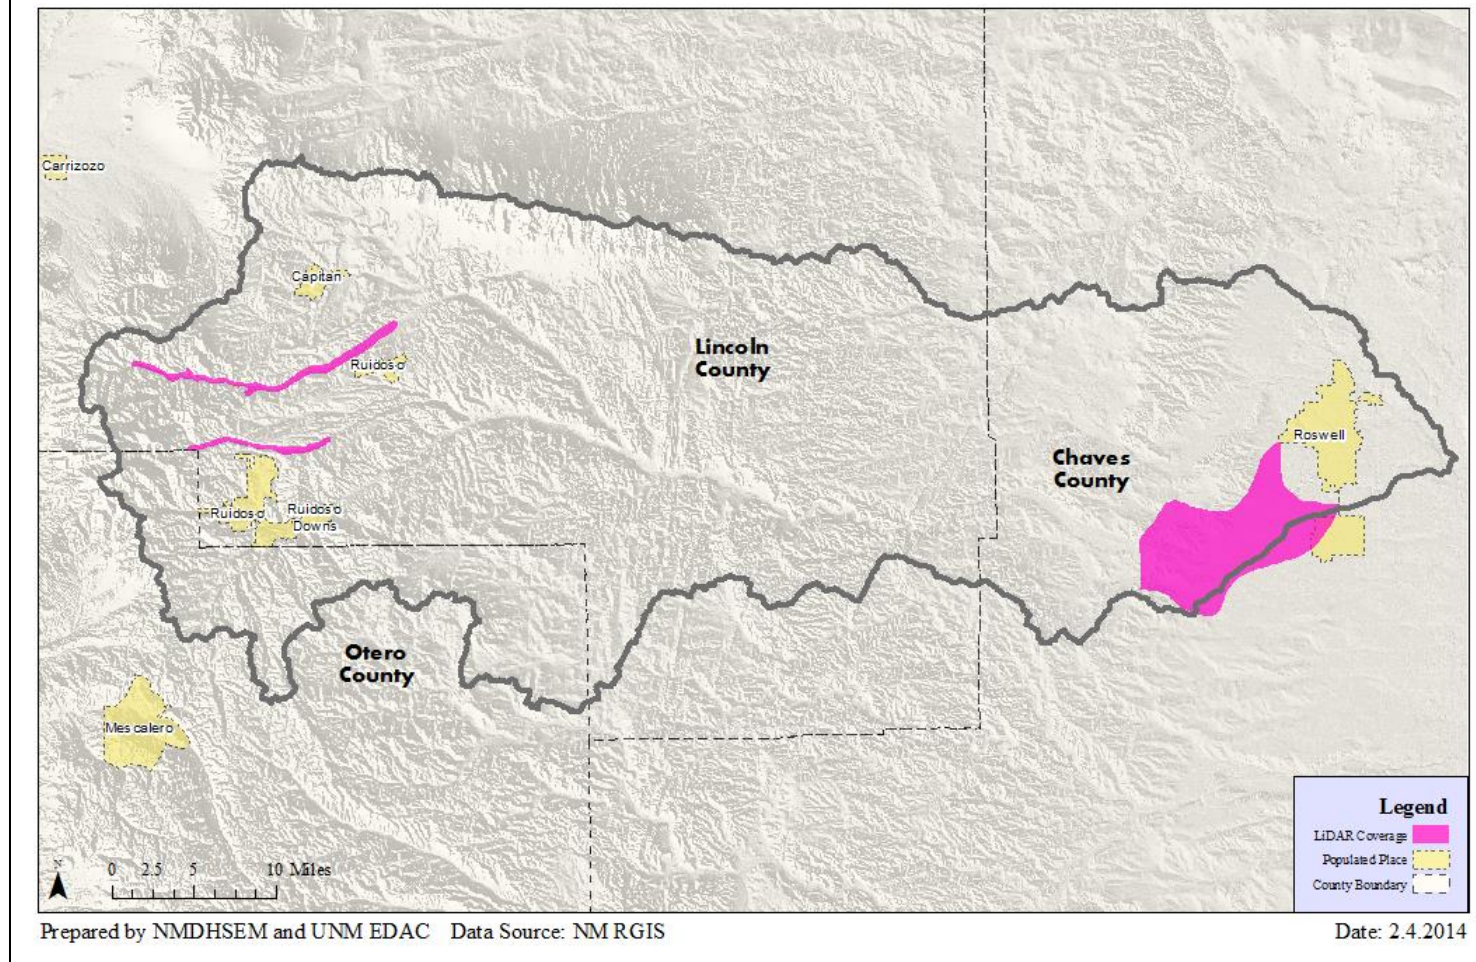 Carrizozo
Capitan
Lincoln
County
Ruidoso
Roswell
Chaves
County
Ruidoso
Ruidoso
Downs
Otero
County
Mescalero
Legend
LiDAR Coverage
Populated Place
County Boundary
N
0 2.5 5 10 Miles
Prepared by NMDHSEM and UNM EDAC Data Source: NM RGIS
Date: 2.4.2014